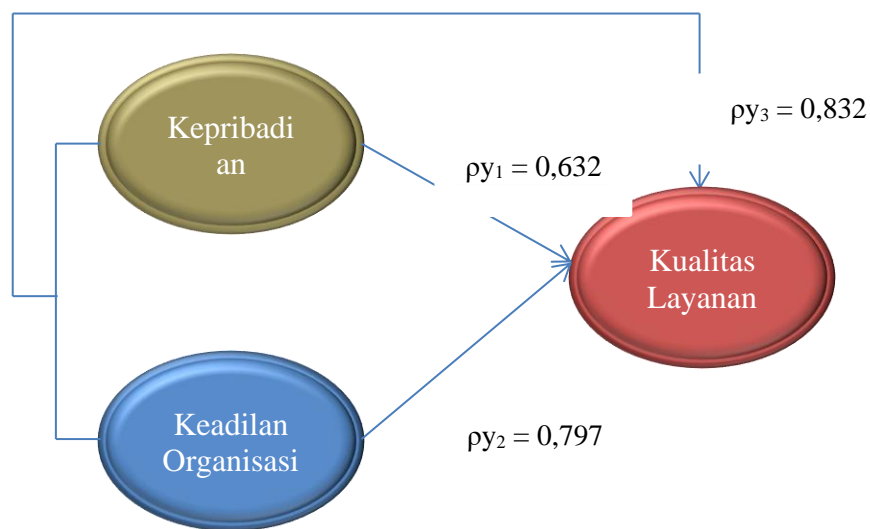 Kepribadi
an
ρy₃ = 0,832
ρy₁ = 0,632
Kualitas
Layanan
Keadilan
Organisasi
ρy₂ = 0,797